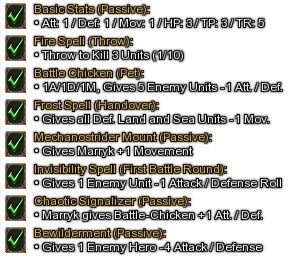 Basic Stats (Passive):
• Att: 1 / Def: 1 / Mov: 1 / HP: 3 / TP: 3 / TR: 5
Fire Spell (Throw):
• Throw to Kill 3 Units (1/10)
Battle Chicken (Pet):
• 1A/1D/1M, Gives 5 Enemy Units -1 Att. / Def.
Frost Spell (Handover):
• Gives all Def. Land and Sea Units -1 Mov.
Mechanostrider Mount (Passive):
• Gives Marryk +1 Movement
Invisibility Spell (First Battle Round):
• Gives 1 Enemy Unit -1 Attack / Defense Roll
Chaotic Signalizer (Passive):
• Marryk gives Battle-Chicken +1 Att. / Def.
Bewilderment (Passive):
• Gives 1 Enemy Hero -4 Attack / Defense